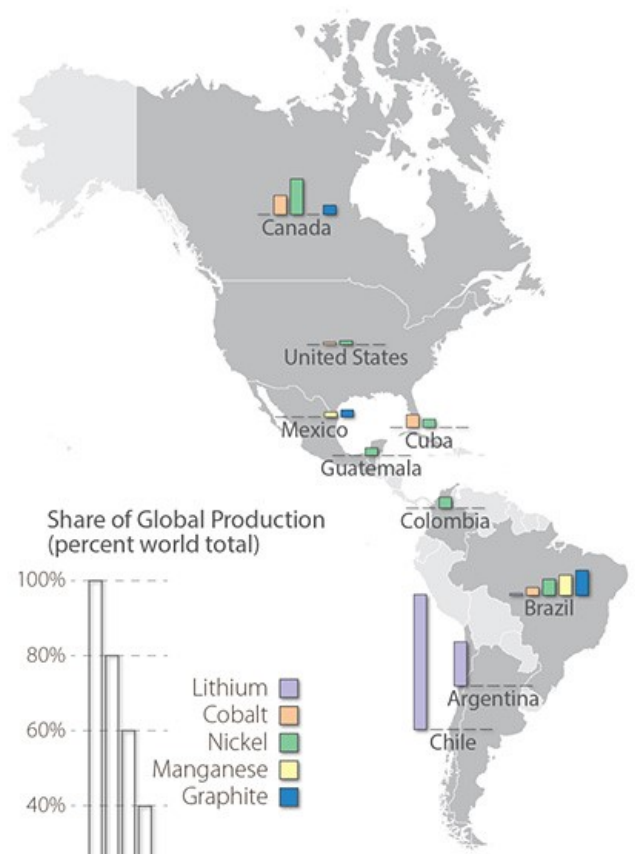 Canada
United States
Mexico
Cuba
Guatemala
Colombia
Brazil
Argentina
Chile
Share of Global Production
(percent world total)
100%
80%
60%
40%
Lithium
Cobalt
Nickel
Manganese
Graphite